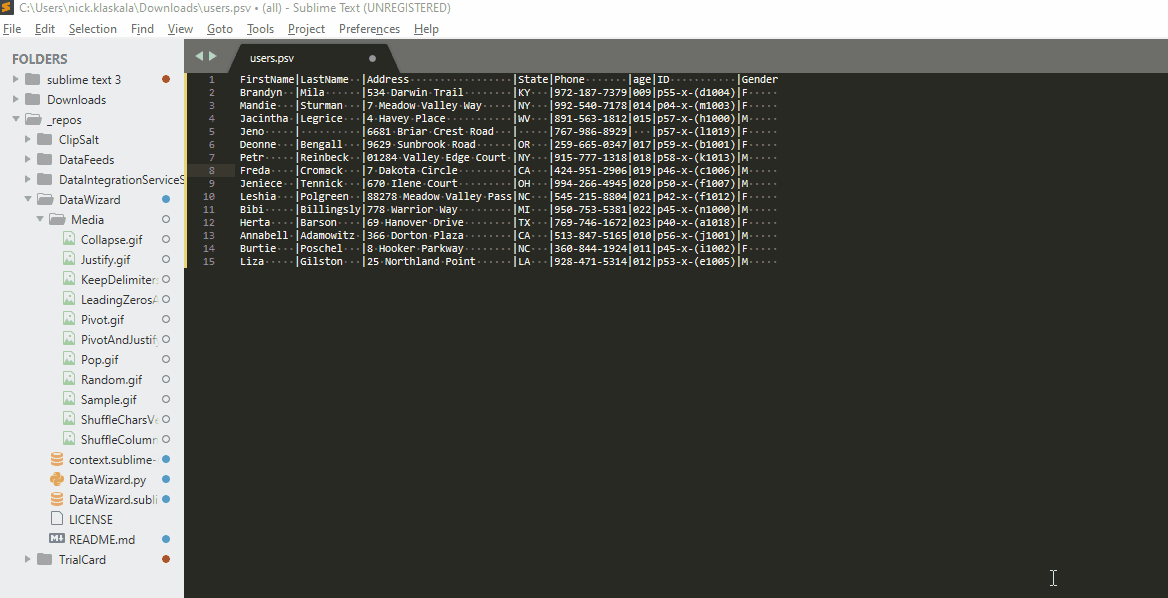 C:\Users\nick.klaskala\Downloads\users.psv • (all) - Sublime Text (UNREGISTERED)
File Edit Selection Find View Goto Tools Project Preferences Help
FOLDERS
sublime text 3
Downloads
_repos
ClipSalt
DataFeeds
DataIntegrationServiceS
DataWizard
Media
Collapse.gif
Justify.gif
KeepDelimiter
LeadingZerosA
Pivot.gif
PivotAndJustif
Pop.gif
Random.gif
Sample.gif
ShuffleCharsVe
ShuffleColumn
context.sublime-
DataWizard.py
DataWizard.subli
LICENSE
README.md
TrialCard
users.psv
1 FirstName|LastName··|Address···············|State|Phone·······|age|ID···········|Gender
2 Brandyn··|Mila······|534·Darwin·Trail·······|KY···|972-187-7379|009|p55-x-(d1004)|F·····
3 Mandie···|Sturman···|7·Meadow·Valley·Way····|NY···|992-540-7178|014|p04-x-(m1003)|F·····
4 Jacintha·|Legrice···|4·Havey·Place··········|WV···|891-563-1812|015|p57-x-(h1000)|M·····
5 Jeno·····|··········|6681·Briar·Crest·Road··|·····|767-986-8929|···|p57-x-(l1019)|F·····
6 Deonne···|Bengall···|9629·Sunbrook·Road·····|OR···|259-665-0347|017|p59-x-(b1001)|F·····
7 Petr·····|Reinbeck··|01284·Valley·Edge·Court·|NY···|915-777-1318|018|p58-x-(k1013)|M·····
8 Freda····|Cromack···|7·Dakota·Circle········|CA···|424-951-2906|019|p46-x-(c1006)|M·····
9 Jeniece··|Tennick···|670·Ilene·Court········|OH···|994-266-4945|020|p50-x-(f1007)|M·····
10 Leshia···|Polgreen··|88278·Meadow·Valley·Pass|NC···|545-215-8804|021|p42-x-(f1012)|F·····
11 Bibi·····|Billingsly|778·Warrior·Way········|MI···|950-753-5381|022|p45-x-(n1000)|M·····
12 Herta····|Barson····|69·Hanover·Drive·······|TX···|769-746-1672|023|p40-x-(a1018)|F·····
13 Annabell·|Adamowitz·|366·Dorton·Plaza·······|CA···|513-847-5165|010|p56-x-(j1001)|M·····
14 Burtie···|Poschel···|8·Hooker·Parkway·······|NC···|360-844-1924|011|p45-x-(i1002)|F·····
15 Liza·····|Gilston···|25·Northland·Point·····|LA···|928-471-5314|012|p53-x-(e1005)|M·····